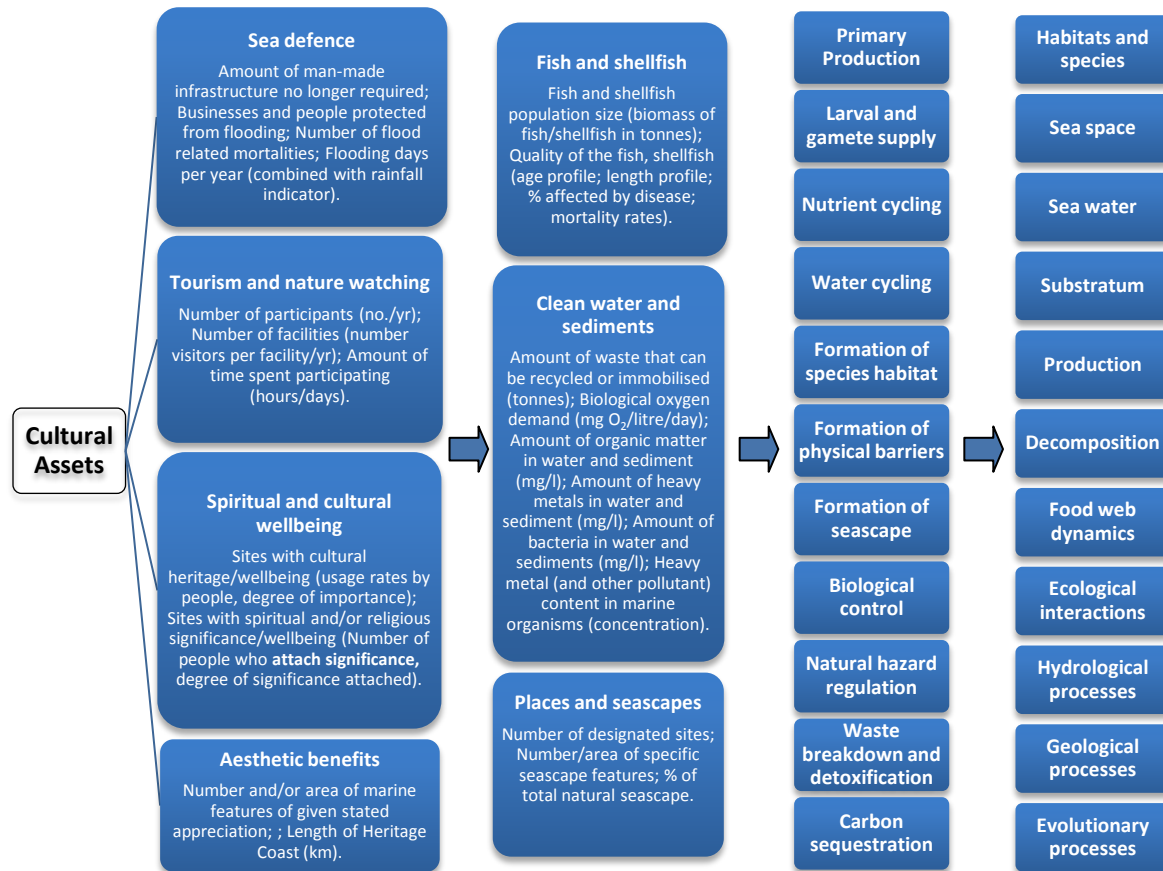 Cultural
Assets
Sea defence
Amount of man-made
infrastructure no longer required;
Businesses and people protected
from flooding; Number of flood
related mortalities; Flooding days
per year (combined with rainfall
indicator).
Tourism and nature watching
Number of participants (no./yr);
Number of facilities (number
visitors per facility/yr); Amount of
time spent participating
(hours/days).
Spiritual and cultural
wellbeing
Sites with cultural
heritage/wellbeing (usage rates by
people, degree of importance);
Sites with spiritual and/or religious
significance/wellbeing (Number of
people who attach significance,
degree of significance attached).
Aesthetic benefits
Number and/or area of marine
features of given stated
appreciation; ; Length of Heritage
Coast (km).
Fish and shellfish
Fish and shellfish
population size (biomass of
fish/shellfish in tonnes);
Quality of the fish, shellfish
(age profile; length profile;
% affected by disease;
mortality rates).
Clean water and
sediments
Amount of waste that can
be recycled or immobilised
(tonnes); Biological oxygen
demand (mg O₂/litre/day);
Amount of organic matter
in water and sediment
(mg/l); Amount of heavy
metals in water and
sediment (mg/l); Amount of
bacteria in water and
sediments (mg/l); Heavy
metal (and other pollutant)
content in marine
organisms (concentration).
Places and seascapes
Number of designated sites;
Number/area of specific
seascape features; % of
total natural seascape.
Primary
Production
Larval and
gamete supply
Nutrient cycling
Water cycling
Formation of
species habitat
Formation of
physical barriers
Formation of
seascape
Biological
control
Natural hazard
regulation
Waste
breakdown and
detoxification
Carbon
sequestration
Habitats and
species
Sea space
Sea water
Substratum
Production
Decomposition
Food web
dynamics
Ecological
interactions
Hydrological
processes
Geological
processes
Evolutionary
processes